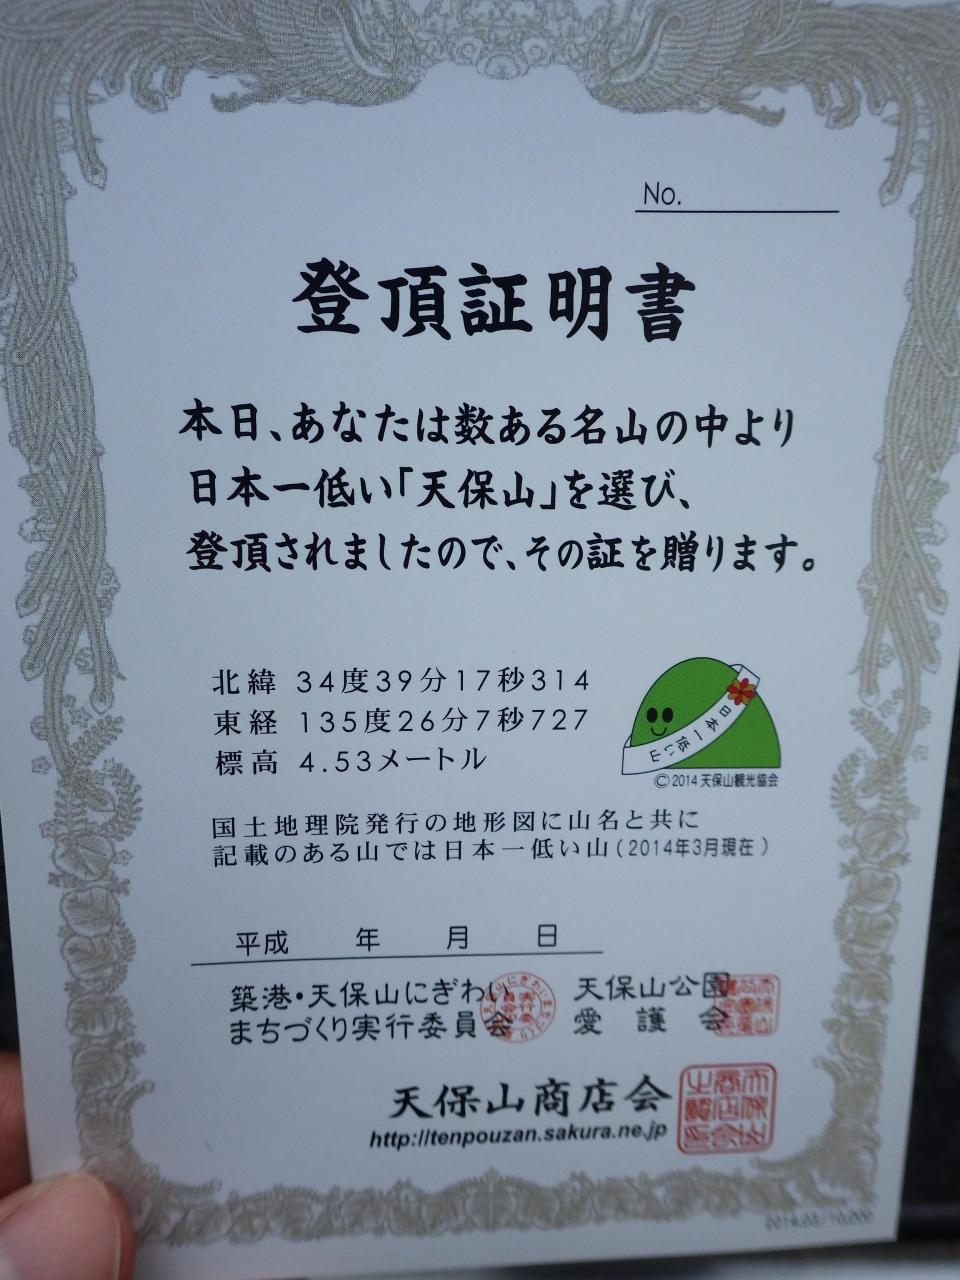 No.
登頂証明書
本日、あなたは数ある名山の中より
日本一低い「天保山」を選び、
登頂されましたので、その証を贈ります。
北緯 34度39分17秒314
東経 135度26分7秒727
標高 4.53メートル
日本一低い山
©2014 天保山観光協会
国土地理院発行の地形図に山名と共に
記載のある山では日本一低い山(2014年3月現在)
平成 年 月 日
築港・天保山にぎわい
まちづくり実行委員会
天保山公園
愛護会
天保山商店会
http://tenpouzan.sakura.ne.jp